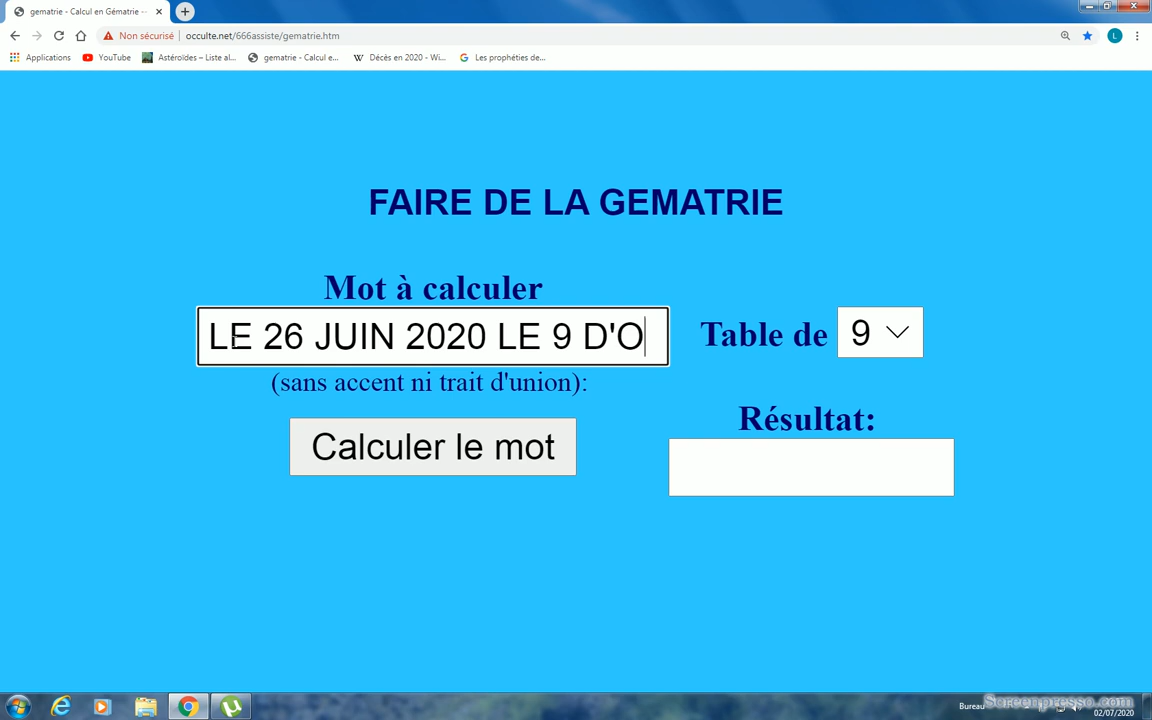 gematrie - Calcul en Gématrie --
Non sécurisé
occulte.net/666assiste/gematrie.htm
L
Applications
YouTube
Astéroïdes – Liste al...
gematrie - Calcul e...
Décès en 2020 - Wi...
Les prophéties de...
FAIRE DE LA GEMATRIE
Mot à calculer
LE 26 JUIN 2020 LE 9 D'O
Table de
9
(sans accent ni trait d'union):
Résultat:
Calculer le mot
Bureau
Screenpresso.com
02/07/2020